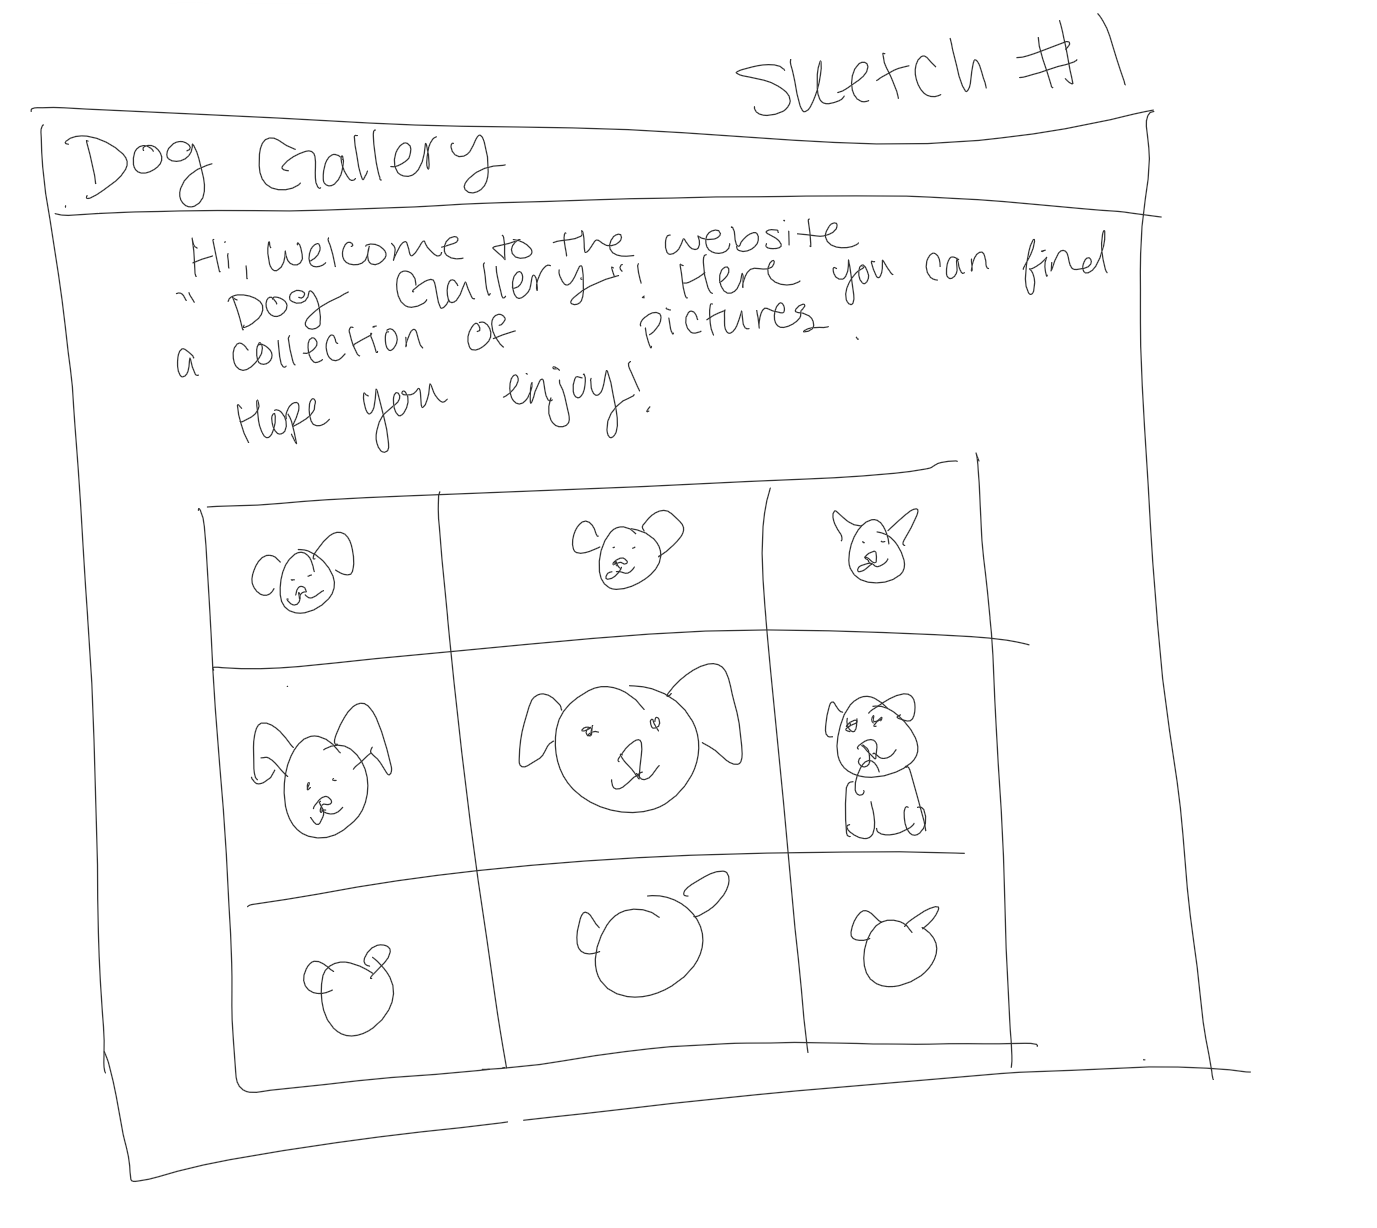 Sketch #1
Dog Gallery
Hi, welcome to the website
"Dog Gallery"! Here you can find
a collection of pictures.
Hope you enjoy!